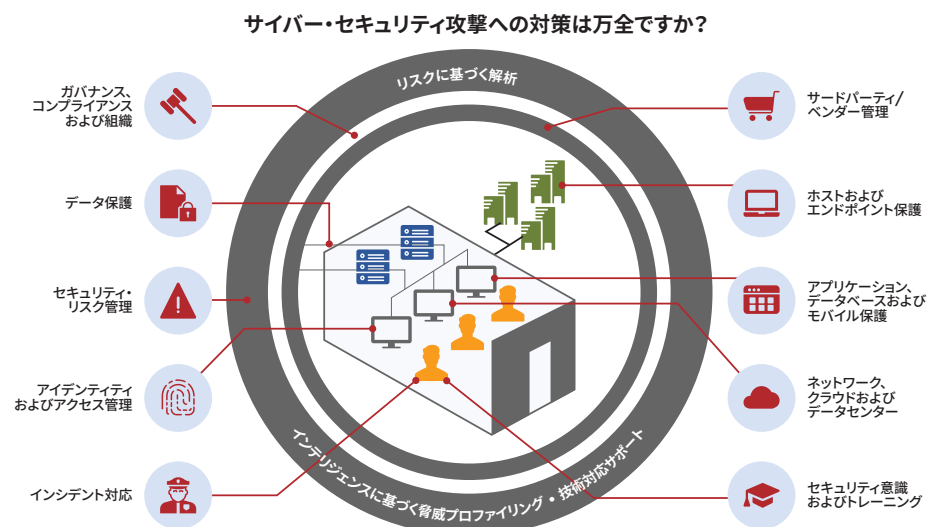 サイバー・セキュリティ攻撃への対策は万全ですか?
リスクに基づく解析
ガバナンス、
コンプライアンス
および組織
データ保護
セキュリティ・
リスク管理
アイデンティティ
およびアクセス管理
インシデント対応
サードパーティ/
ベンダー管理
ホストおよび
エンドポイント保護
アプリケーション、
データベースおよび
モバイル保護
ネットワーク、
クラウドおよび
データセンター
セキュリティ意識
およびトレーニング
インテリジェンスに基づく脅威プロファイリング • 技術対応サポート